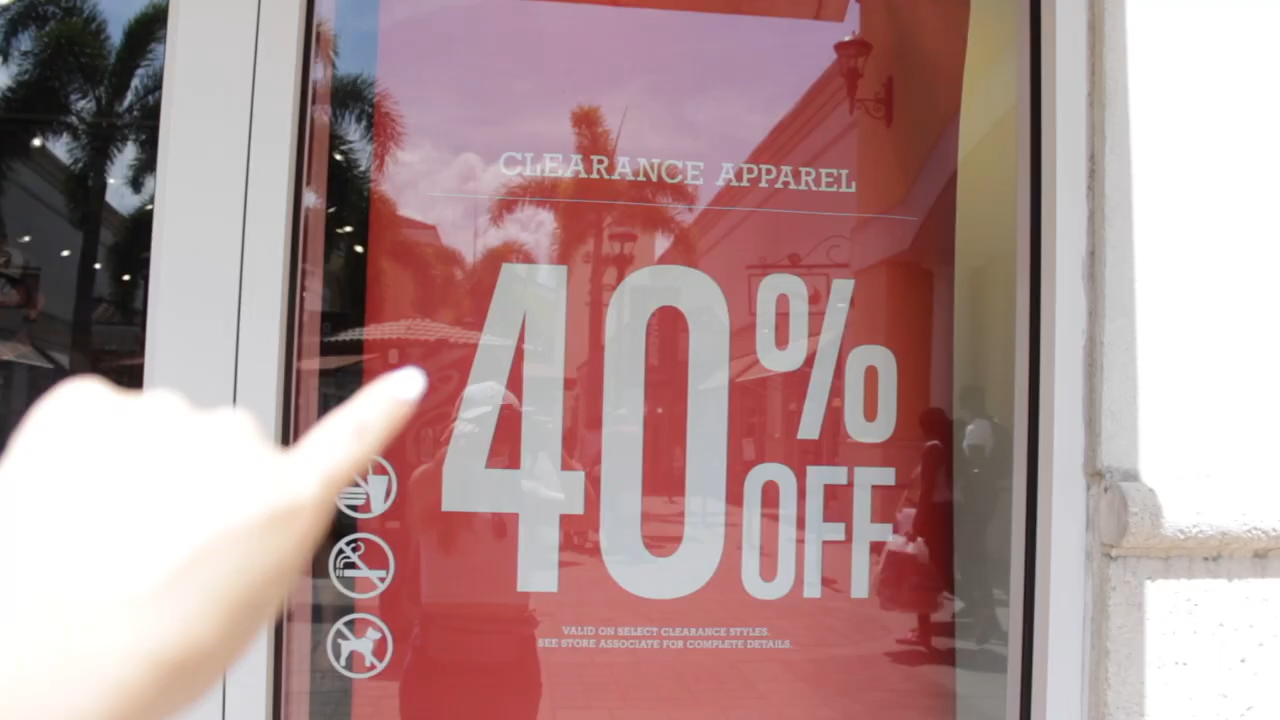 CLEARANCE APPAREL
40% OFF
VALID ON SELECT CLEARANCE STYLES.
SEE STORE ASSOCIATE FOR COMPLETE DETAILS.